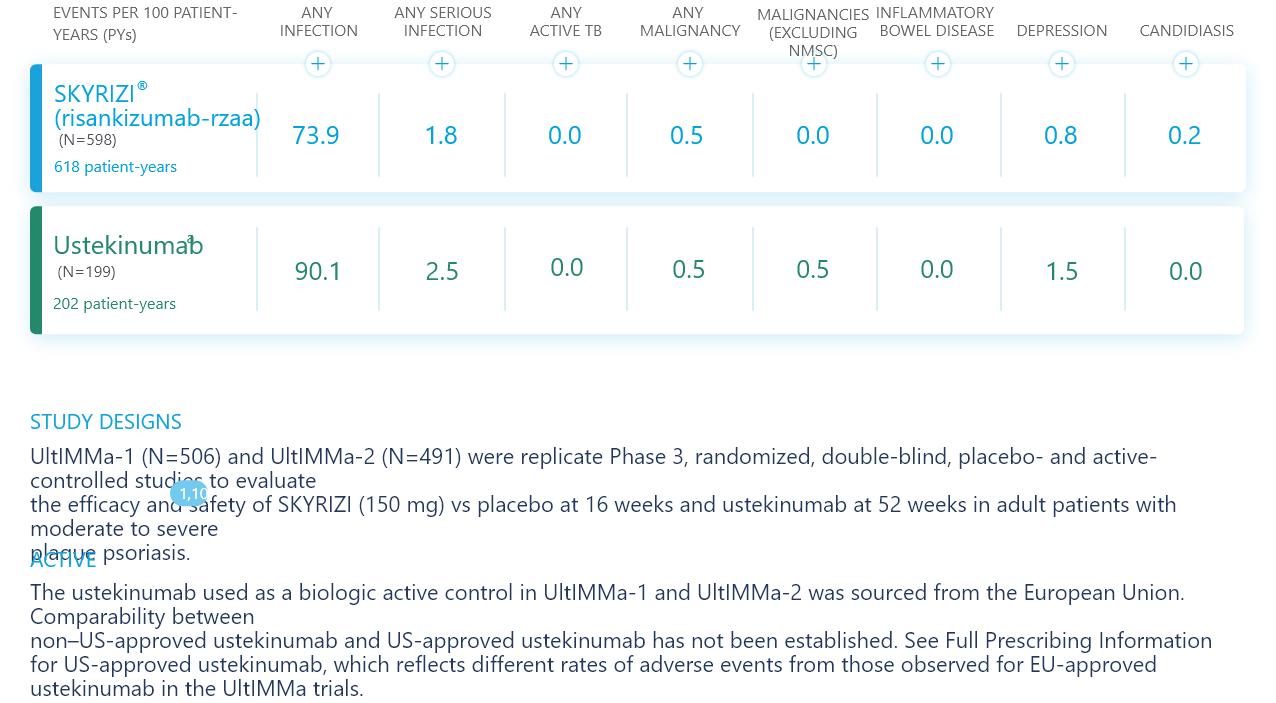 EVENTS PER 100 PATIENT-
YEARS (PYs)
ANY
INFECTION
ANY SERIOUS
INFECTION
ANY
ACTIVE TB
ANY
MALIGNANCY
MALIGNANCIES
(EXCLUDING
NMSC)
INFLAMMATORY
BOWEL DISEASE
DEPRESSION
CANDIDIASIS
+ + + + + + + +
SKYRIZI®
(risankizumab-rzaa)
(N=598)
618 patient-years
73.9 1.8 0.0 0.5 0.0 0.0 0.8 0.2
Ustekinumabª
(N=199)
202 patient-years
90.1 2.5 0.0 0.5 0.5 0.0 1.5 0.0
STUDY DESIGNS
UltIMMa-1 (N=506) and UltIMMa-2 (N=491) were replicate Phase 3, randomized, double-blind, placebo- and active-
controlled studies to evaluate
1,10
the efficacy and safety of SKYRIZI (150 mg) vs placebo at 16 weeks and ustekinumab at 52 weeks in adult patients with
moderate to severe
plaque psoriasis.
ACTIVE
The ustekinumab used as a biologic active control in UltIMMa-1 and UltIMMa-2 was sourced from the European Union.
Comparability between
non–US-approved ustekinumab and US-approved ustekinumab has not been established. See Full Prescribing Information
for US-approved ustekinumab, which reflects different rates of adverse events from those observed for EU-approved
ustekinumab in the UltIMMa trials.